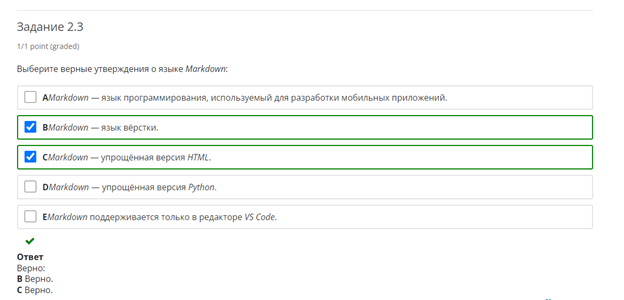 Задание 2.3
1/1 point (graded)
Выберите верные утверждения о языке Markdown:
AMarkdown — язык программирования, используемый для разработки мобильных приложений.
BMarkdown — язык вёрстки.
CMarkdown — упрощённая версия HTML.
DMarkdown — упрощённая версия Python.
EMarkdown поддерживается только в редакторе VS Code.
Ответ
Верно:
B Верно.
C Верно.